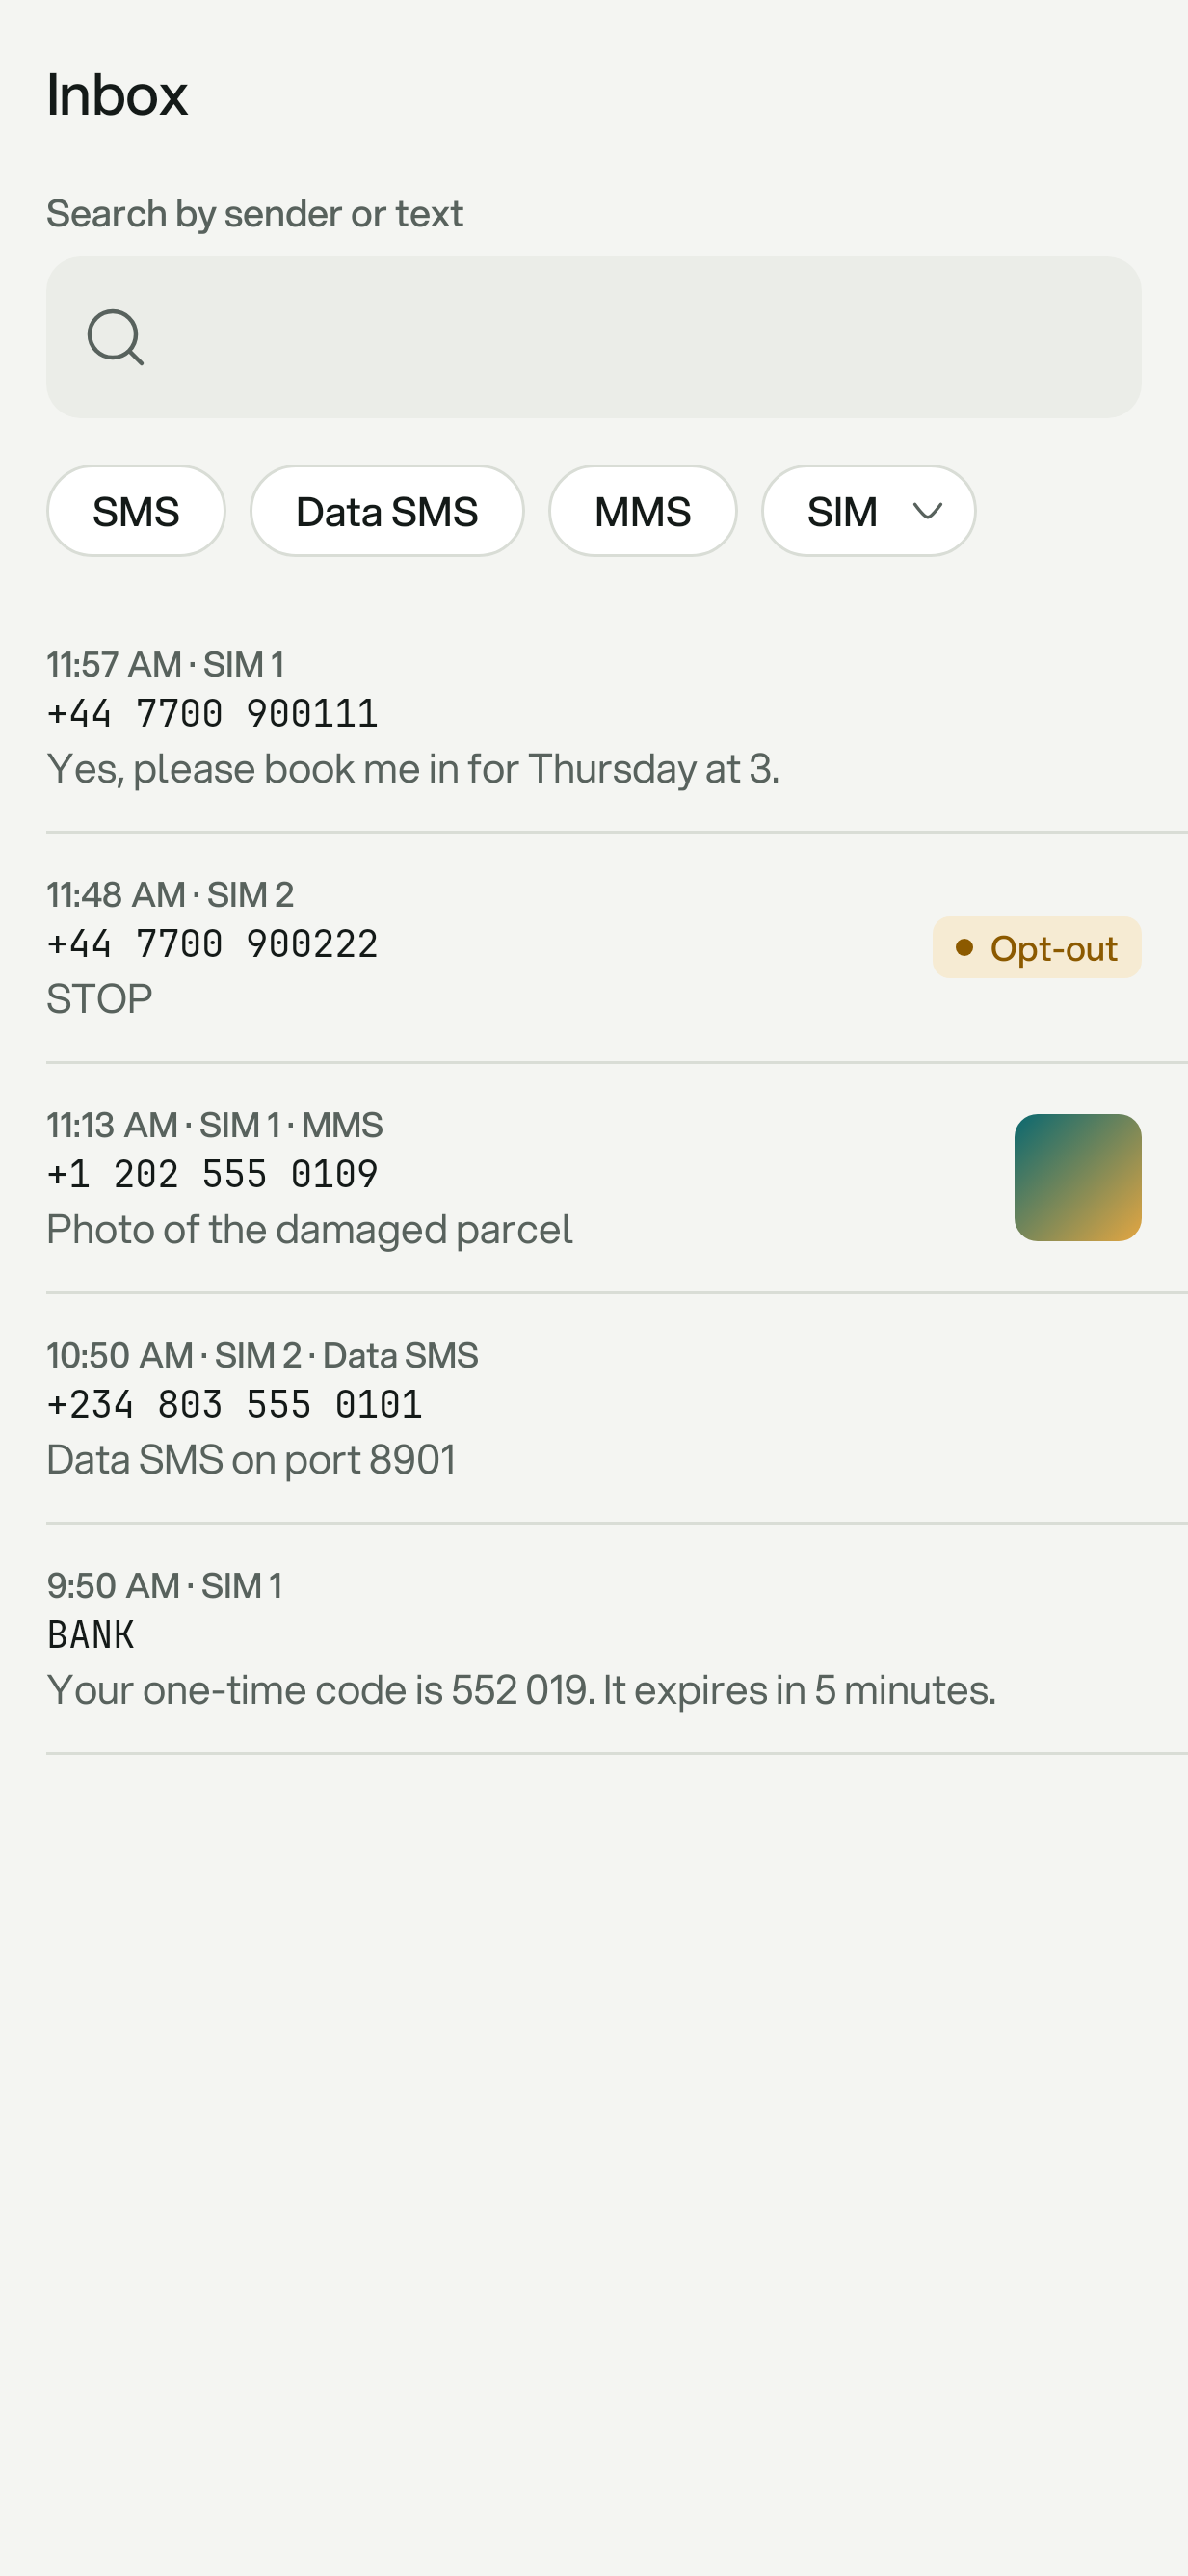 Inbox
Search by sender or text
SMS
Data SMS
MMS
SIM
11:57 AM · SIM 1
+44 7700 900111
Yes, please book me in for Thursday at 3.
11:48 AM · SIM 2
+44 7700 900222
STOP
Opt-out
11:13 AM · SIM 1 · MMS
+1 202 555 0109
Photo of the damaged parcel
10:50 AM · SIM 2 · Data SMS
+234 803 555 0101
Data SMS on port 8901
9:50 AM · SIM 1
BANK
Your one-time code is 552 019. It expires in 5 minutes.